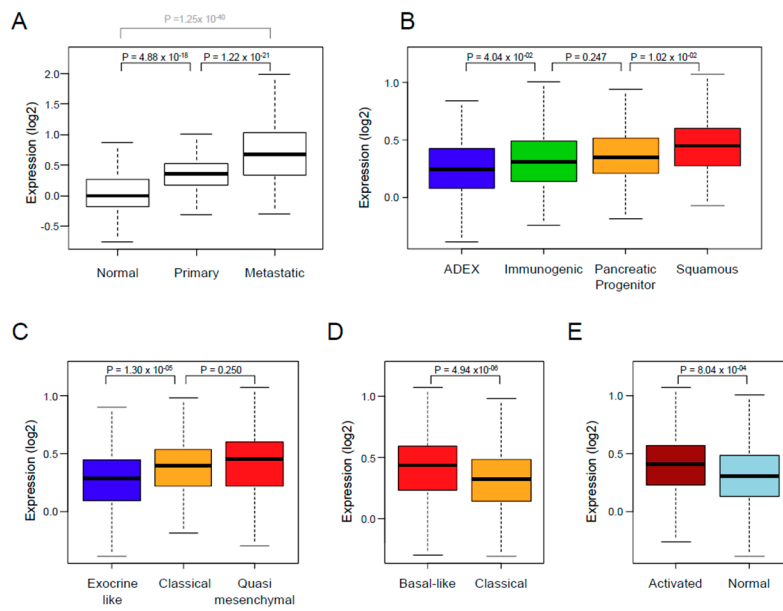 A
P =1.25x 10-40
P = 4.88 x 10-18
P = 1.22 x 10-21
Expression (log2)
2.0
1.5
1.0
0.5
0.0
-0.5
Normal
Primary
Metastatic
B
P = 4.04 x 10-02
P = 0.247
P = 1.02 x 10-02
Expression (log2)
1.0
0.5
0.0
ADEX
Immunogenic
Pancreatic
Progenitor
Squamous
C
P = 1.30 x 10-05
P = 0.250
Expression (log2)
1.0
0.5
0.0
Exocrine
like
Classical
Quasi
mesenchymal
D
P = 4.94 x10-06
Expression (log2)
1.0
0.5
0.0
Basal-like
Classical
E
P = 8.04 x 10-04
Expression (log2)
1.0
0.5
0.0
Activated
Normal